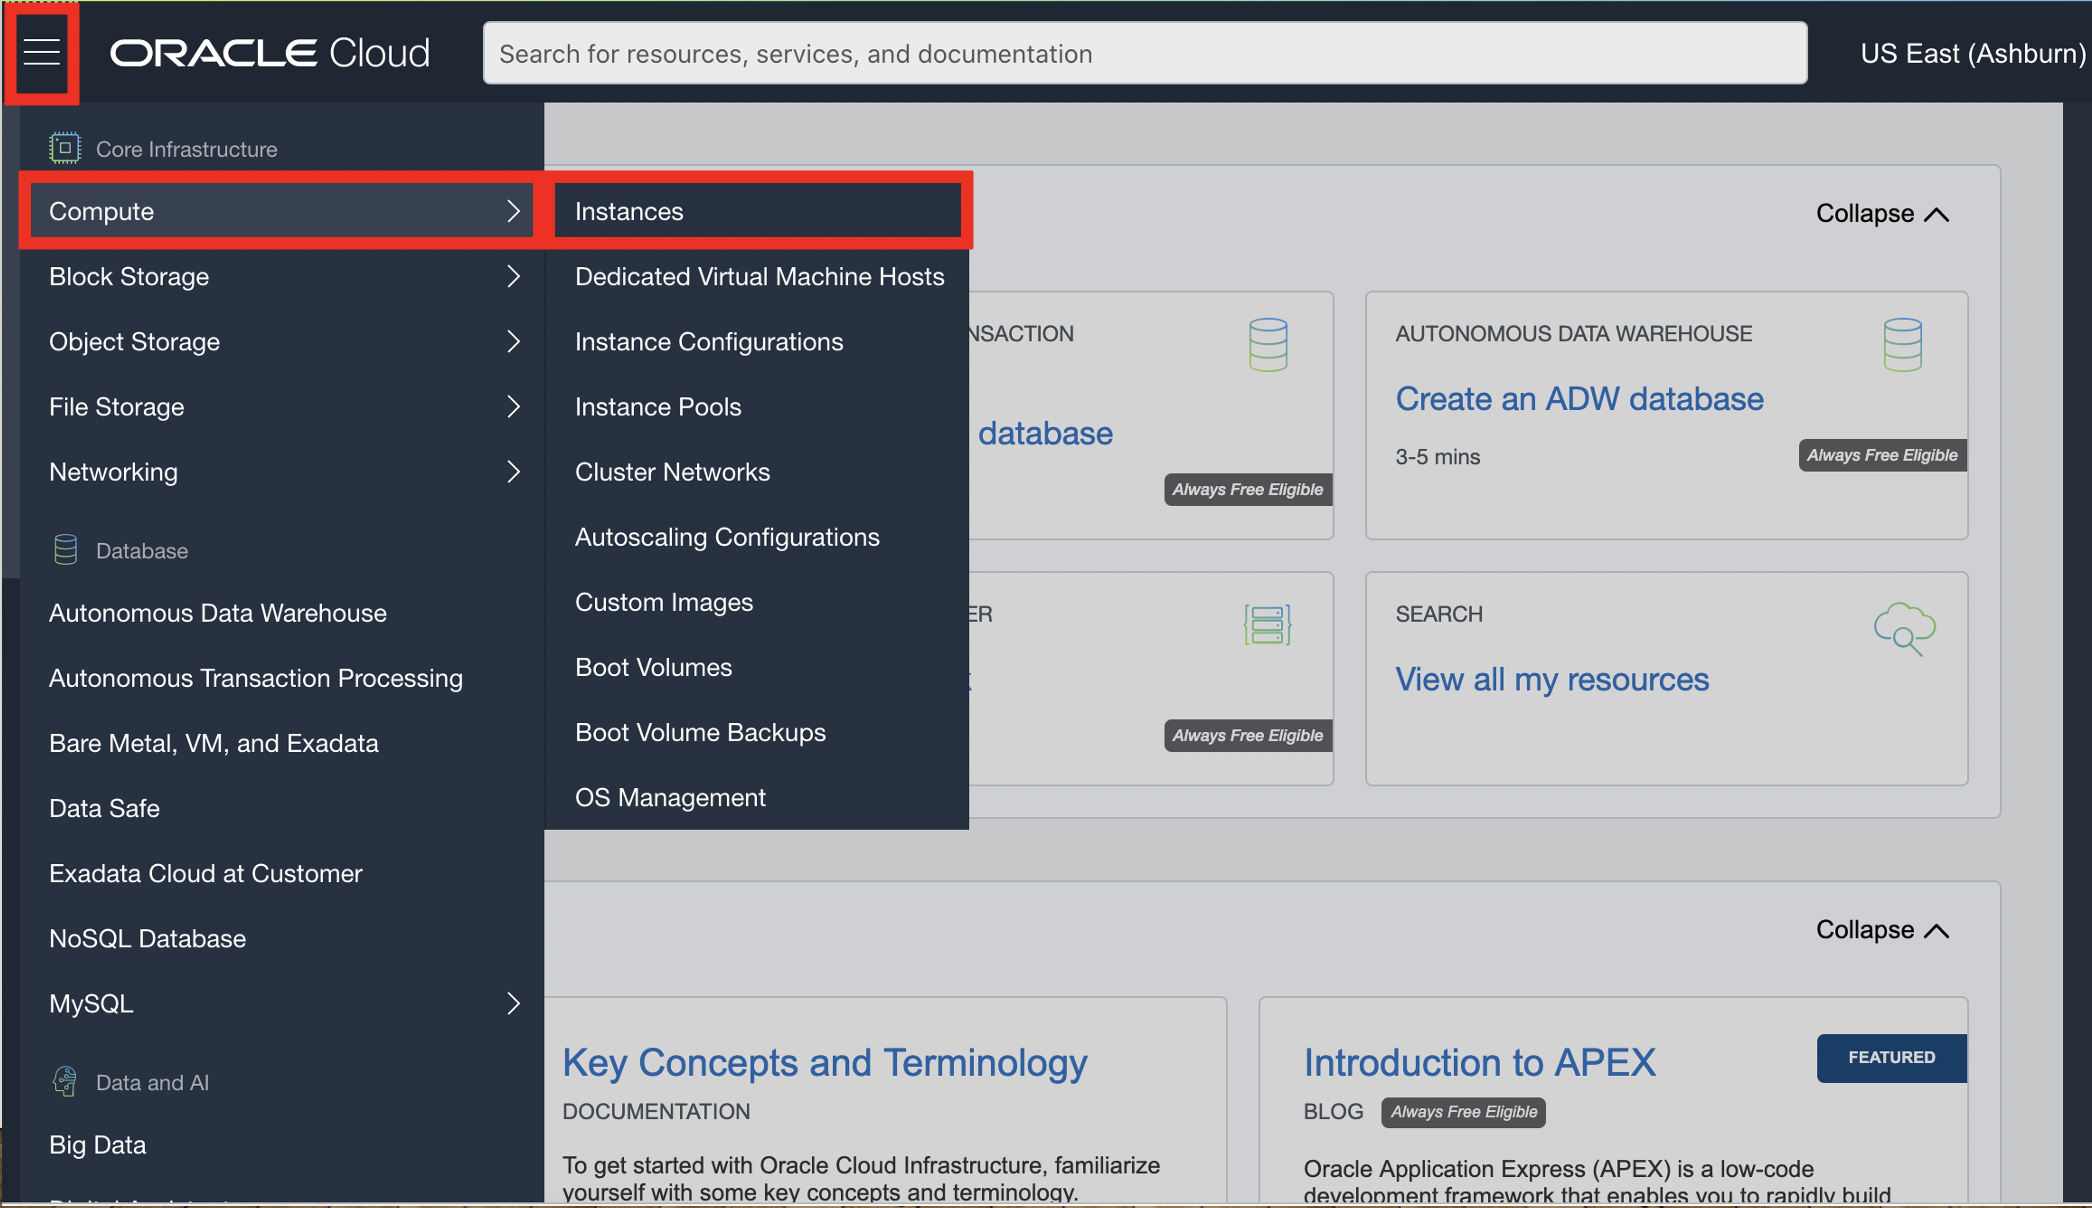 ORACLE Cloud
Search for resources, services, and documentation
US East (Ashburn)
Core Infrastructure
Compute
Block Storage
Object Storage
File Storage
Networking
Database
Autonomous Data Warehouse
Autonomous Transaction Processing
Bare Metal, VM, and Exadata
Data Safe
Exadata Cloud at Customer
NoSQL Database
MySQL
Data and AI
Big Data
Instances
Dedicated Virtual Machine Hosts
Instance Configurations
Instance Pools
Cluster Networks
Autoscaling Configurations
Custom Images
Boot Volumes
Boot Volume Backups
OS Management
Collapse
NSACTION
database
Always Free Eligible
AUTONOMOUS DATA WAREHOUSE
Create an ADW database
3-5 mins
Always Free Eligible
ER
Always Free Eligible
SEARCH
View all my resources
Collapse
Key Concepts and Terminology
DOCUMENTATION
To get started with Oracle Cloud Infrastructure, familiarize
yourself with some key concepts and terminology.
Introduction to APEX
FEATURED
BLOG Always Free Eligible
Oracle Application Express (APEX) is a low-code
development framework that enables you to rapidly build